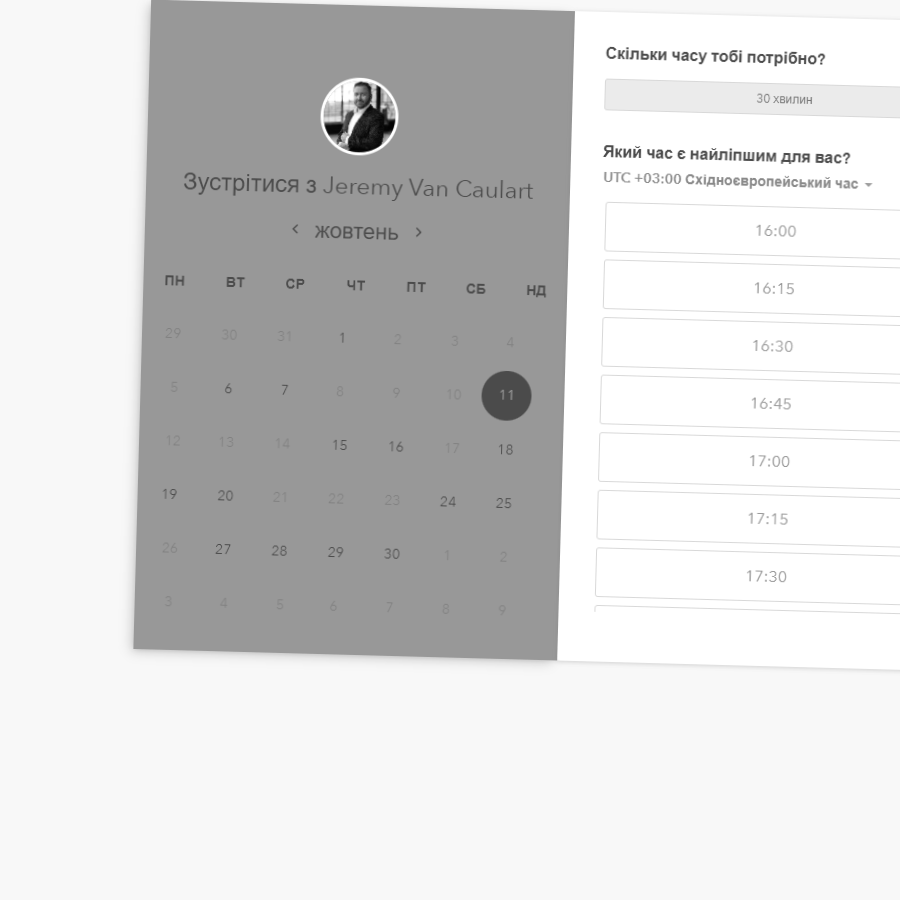 Зустрітися з Jeremy Van Caulart
жовтень
ПН ВТ СР ЧТ ПТ СБ НД
29 30 31 1 2 3 4
5 6 7 8 9 10 11
12 13 14 15 16 17 18
19 20 21 22 23 24 25
26 27 28 29 30 1 2
3 4 5 6 7 8 9
Скільки часу тобі потрібно?
30 хвилин
Який час є найліпшим для вас?
UTC +03:00 Східноєвропейський час
16:00
16:15
16:30
16:45
17:00
17:15
17:30